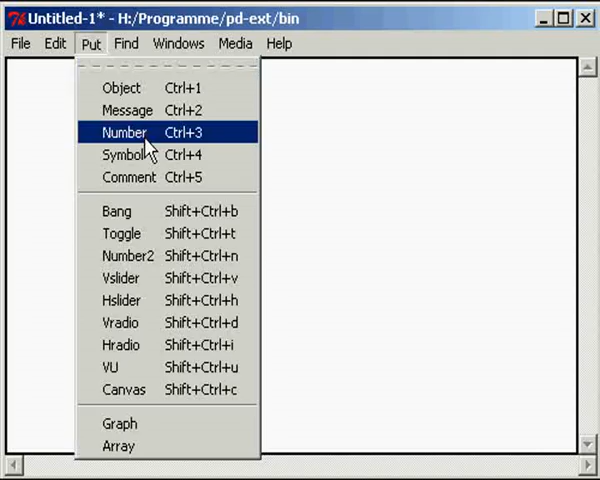 Untitled-1* - H:/Programme/pd-ext/bin
File Edit Put Find Windows Media Help
Object Ctrl+1
Message Ctrl+2
Number Ctrl+3
Symbol Ctrl+4
Comment Ctrl+5
Bang Shift+Ctrl+b
Toggle Shift+Ctrl+t
Number2 Shift+Ctrl+n
Vslider Shift+Ctrl+v
Hslider Shift+Ctrl+h
Vradio Shift+Ctrl+d
Hradio Shift+Ctrl+i
VU Shift+Ctrl+u
Canvas Shift+Ctrl+c
Graph
Array